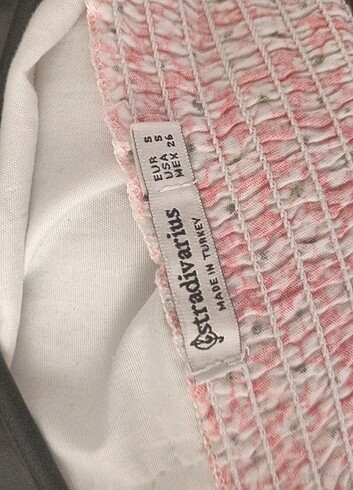 EUR S
USA S
MEX 26
stradivarius
MADE IN TURKEY